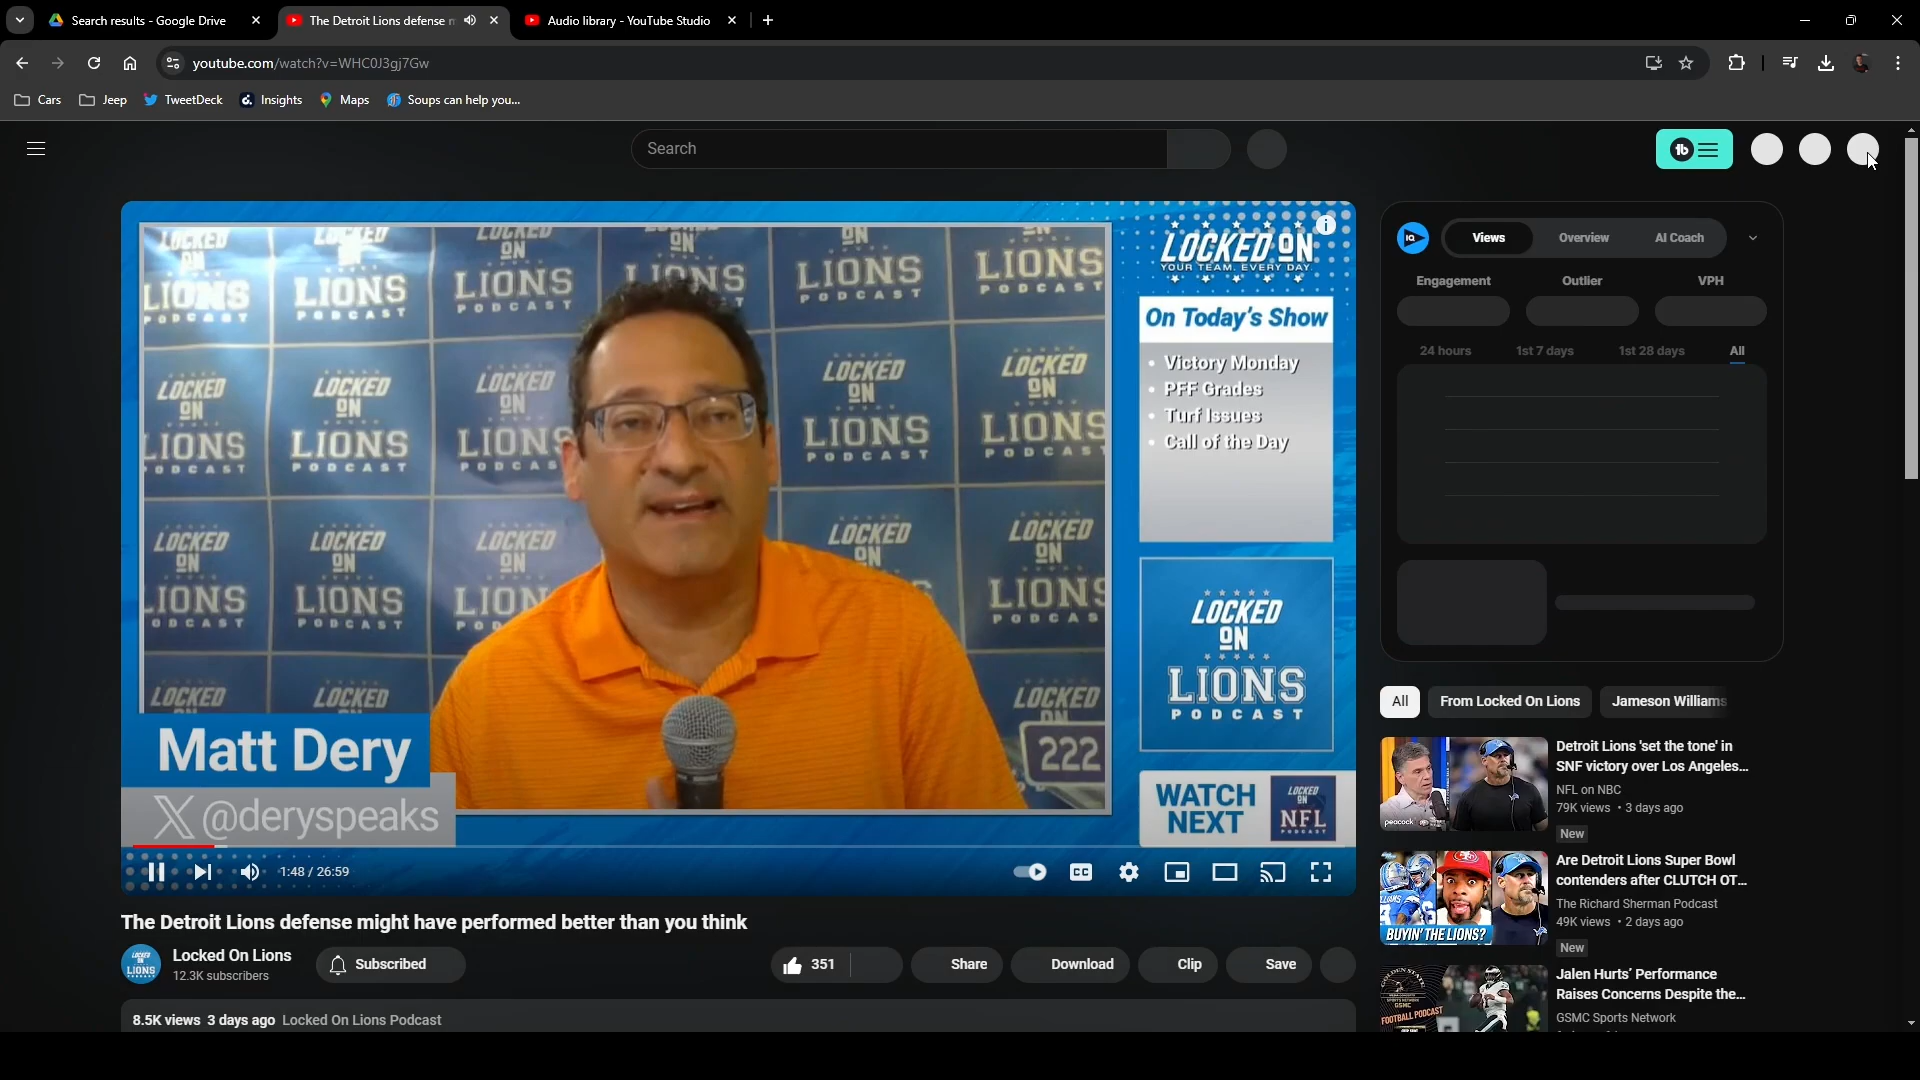 Search results - Google Drive
The Detroit Lions defense
Audio library - YouTube Studio
youtube.com/watch?v=WHC0J3gj7Gw
Cars
Jeep
TweetDeck
Insights
Maps
Soups can help you...
Search
LOCKED ON
YOUR TEAM. EVERY DAY.
On Today's Show
• Victory Monday
• PFF Grades
• Turf Issues
• Call of the Day
LOCKED
ON
LIONS
PODCAST
222
Matt Dery
X @deryspeaks
WATCH
NEXT
LOCKED
ON
NFL
PODCAST
1:48 / 26:59
CC
The Detroit Lions defense might have performed better than you think
Locked On Lions
12.3K subscribers
Subscribed
351
Share
Download
Clip
Save
8.5K views 3 days ago Locked On Lions Podcast
IQ
Views
Overview
AI Coach
Engagement
Outlier
VPH
24 hours
1st 7 days
1st 28 days
All
All
From Locked On Lions
Jameson Williams
Detroit Lions 'set the tone' in
SNF victory over Los Angeles...
NFL on NBC
79K views • 3 days ago
New
peacock
Are Detroit Lions Super Bowl
contenders after CLUTCH OT...
The Richard Sherman Podcast
49K views • 2 days ago
New
BUYIN' THE LIONS?
Jalen Hurts' Performance
Raises Concerns Despite the...
GSMC Sports Network
GOLDEN STATE
FOOTBALL PODCAST